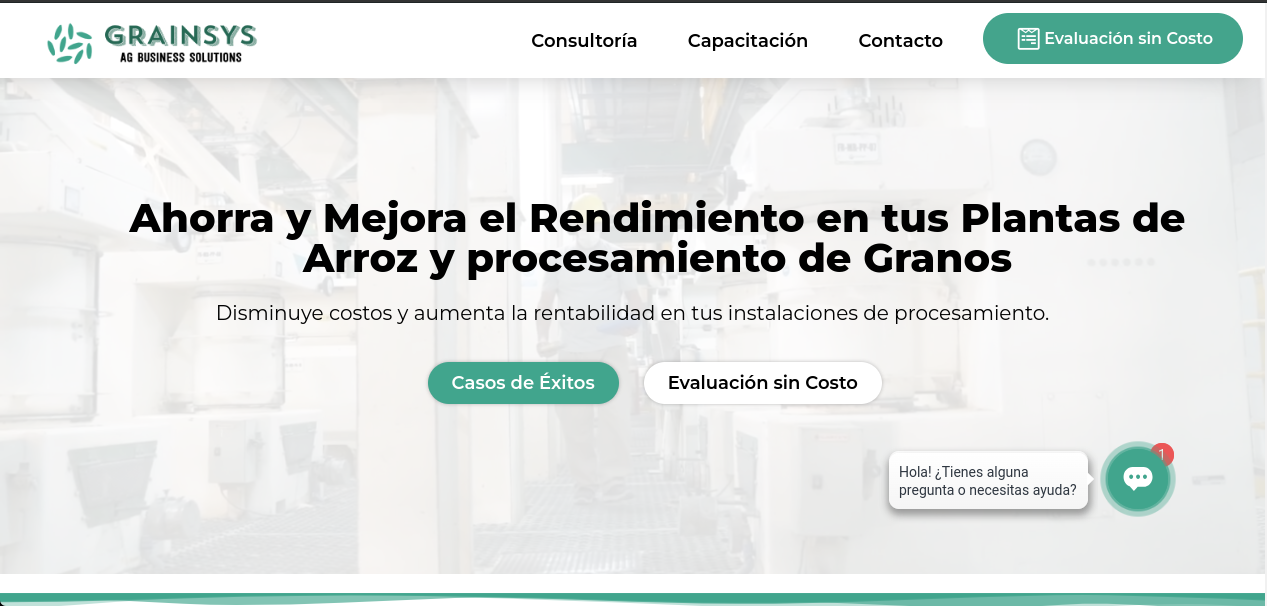 GRAINSYS
AG BUSINESS SOLUTIONS
Consultoría
Capacitación
Contacto
Evaluación sin Costo
Ahorra y Mejora el Rendimiento en tus Plantas de
Arroz y procesamiento de Granos
Disminuye costos y aumenta la rentabilidad en tus instalaciones de procesamiento.
Casos de Éxitos
Evaluación sin Costo
1
Hola! ¿Tienes alguna
pregunta o necesitas ayuda?